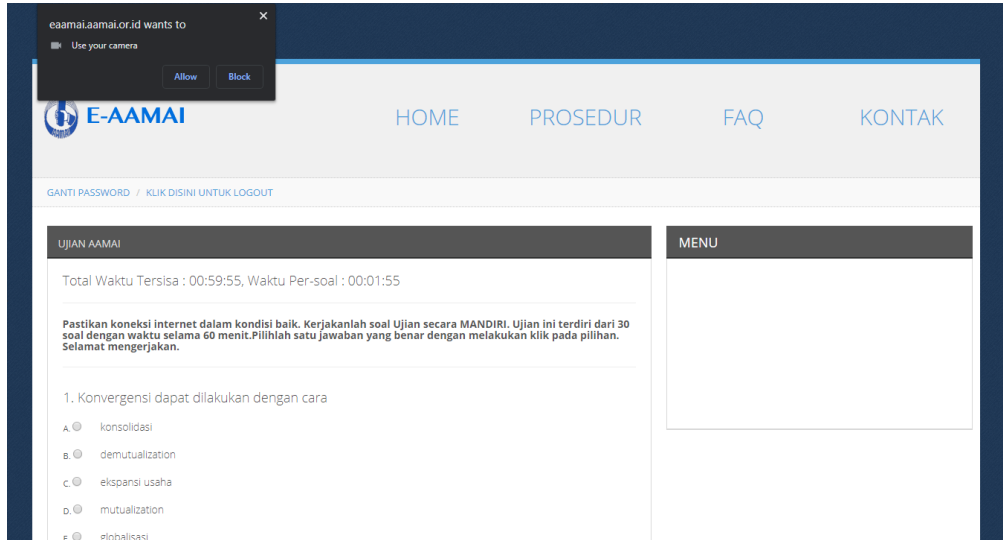 eaamai.aamai.or.id wants to
×
Use your camera
Allow Block
E-AAMAI
AAMAI
HOME PROSEDUR FAQ KONTAK
GANTI PASSWORD / KLIK DISINI UNTUK LOGOUT
UJIAN AAMAI
Total Waktu Tersisa : 00:59:55, Waktu Per-soal : 00:01:55
Pastikan koneksi internet dalam kondisi baik. Kerjakanlah soal Ujian secara MANDIRI. Ujian ini terdiri dari 30
soal dengan waktu selama 60 menit.Pilihlah satu jawaban yang benar dengan melakukan klik pada pilihan.
Selamat mengerjakan.
1. Konvergensi dapat dilakukan dengan cara
A. konsolidasi
B. demutualization
C. ekspansi usaha
D. mutualization
E. globalisasi
MENU